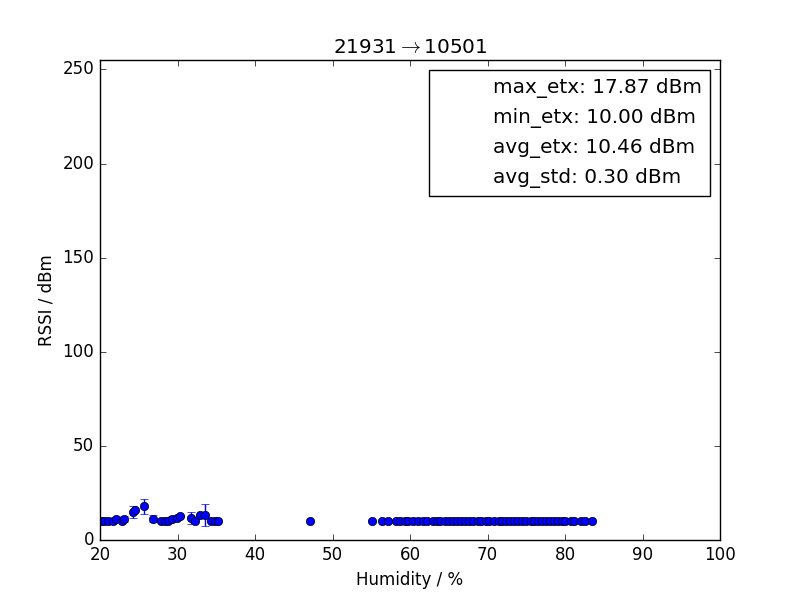 21931→10501
max_etx: 17.87 dBm
min_etx: 10.00 dBm
avg_etx: 10.46 dBm
avg_std: 0.30 dBm
250
200
150
100
50
0
RSSI / dBm
20 30 40 50 60 70 80 90 100
Humidity / %